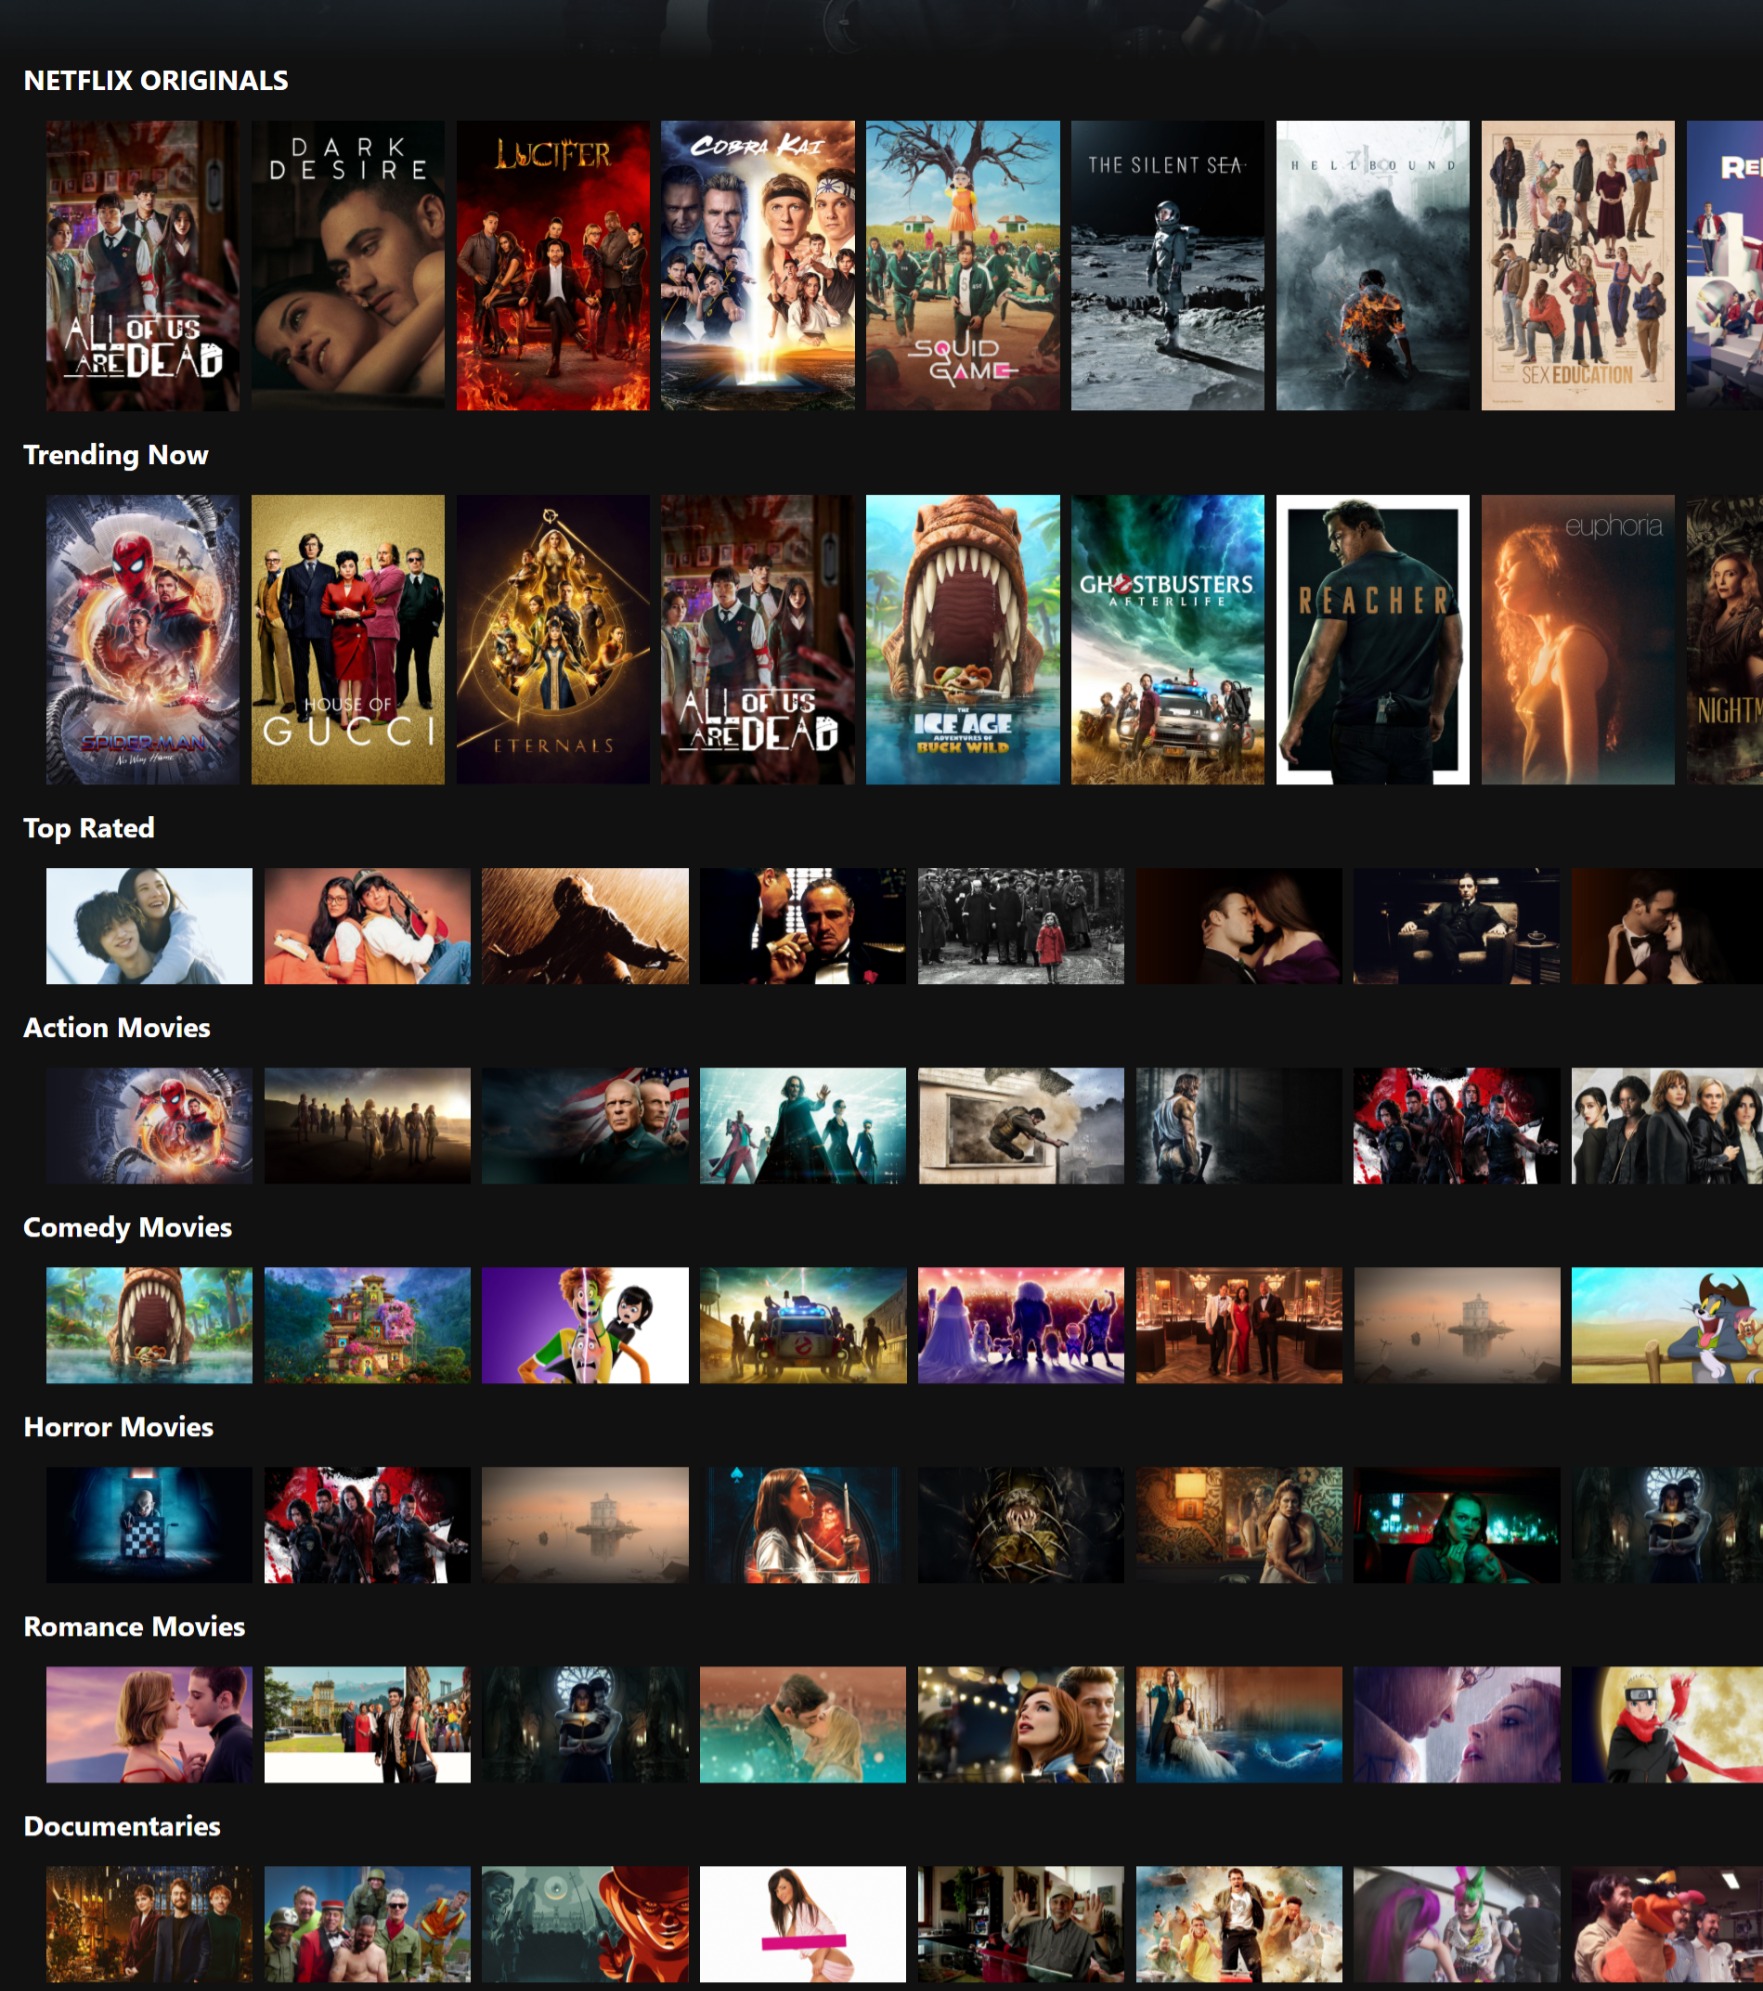 NETFLIX ORIGINALS
ALL OF US
ARE DEAD
DARK
DESIRE
LUCIFER
COBRA KAI
SQUID
GAME
THE SILENT SEA
HELLBOUND
SEX EDUCATION
Trending Now
SPIDER-MAN
No Way Home
HOUSE OF
GUCCI
ETERNALS
ALL OF US
ARE DEAD
THE
ICE AGE
ADVENTURES OF
BUCK WILD
GHOSTBUSTERS
AFTERLIFE
REACHER
euphoria
Top Rated
Action Movies
Comedy Movies
Horror Movies
Romance Movies
Documentaries